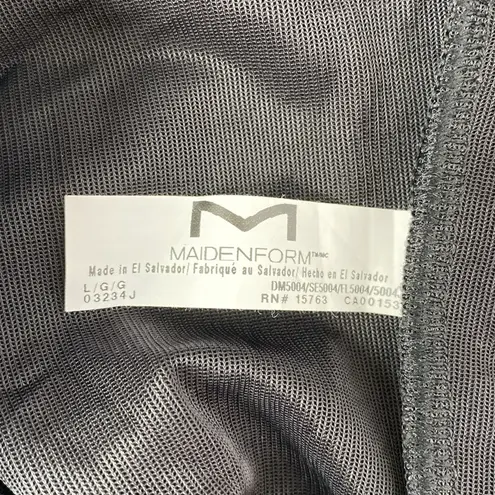 M
MAIDENFORM™MC
Made in El Salvador/ Fabriqué au Salvador/ Hecho en El Salvador
L/G/G DM5004/SE5004/FL5004/5004
03234J RN# 15763 CA00153